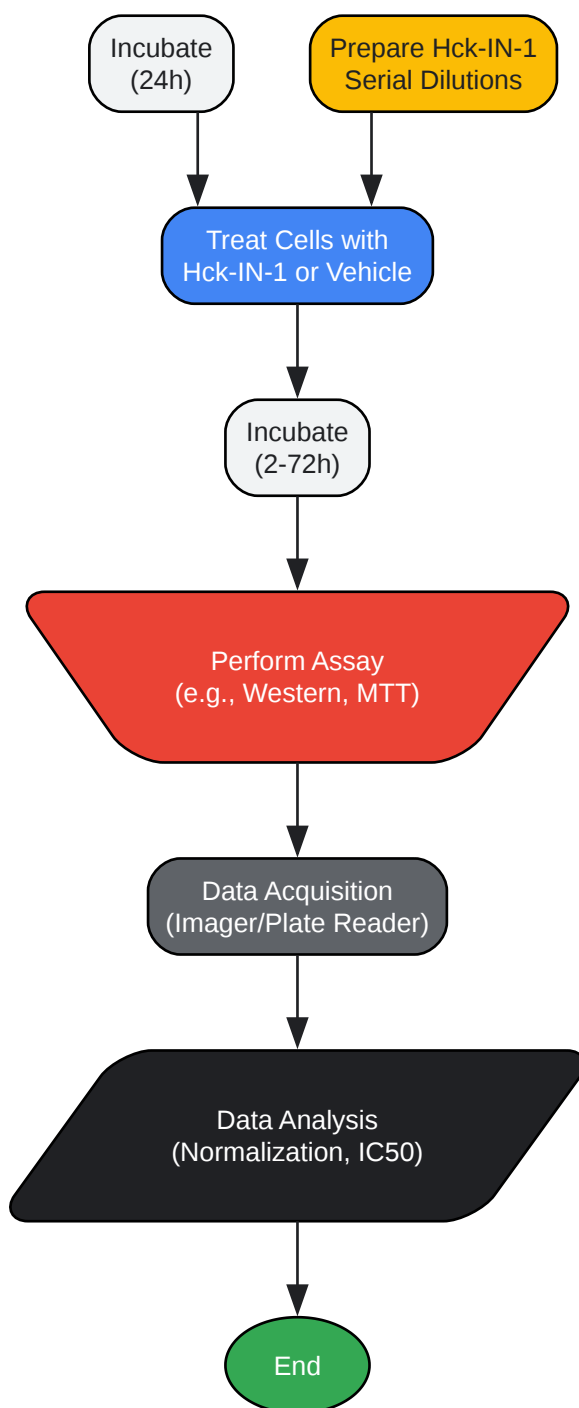 Incubate
(24h)
Prepare Hck-IN-1
Serial Dilutions
Treat Cells with
Hck-IN-1 or Vehicle
Incubate
(2-72h)
Perform Assay
(e.g., Western, MTT)
Data Acquisition
(Imager/Plate Reader)
Data Analysis
(Normalization, IC50)
End